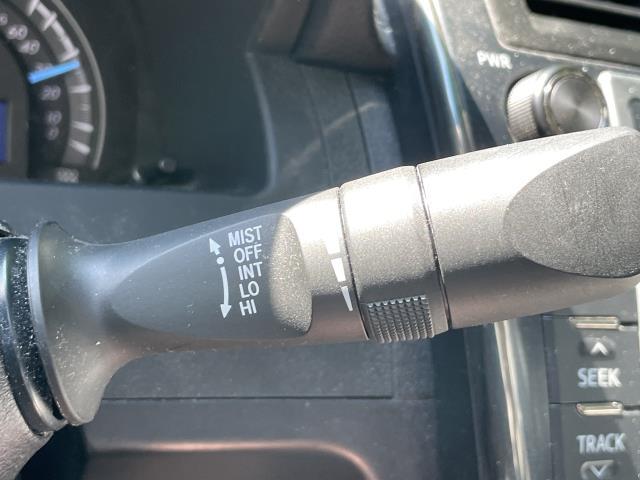 PWR
MIST
OFF
INT
LO
HI
SEEK
TRACK